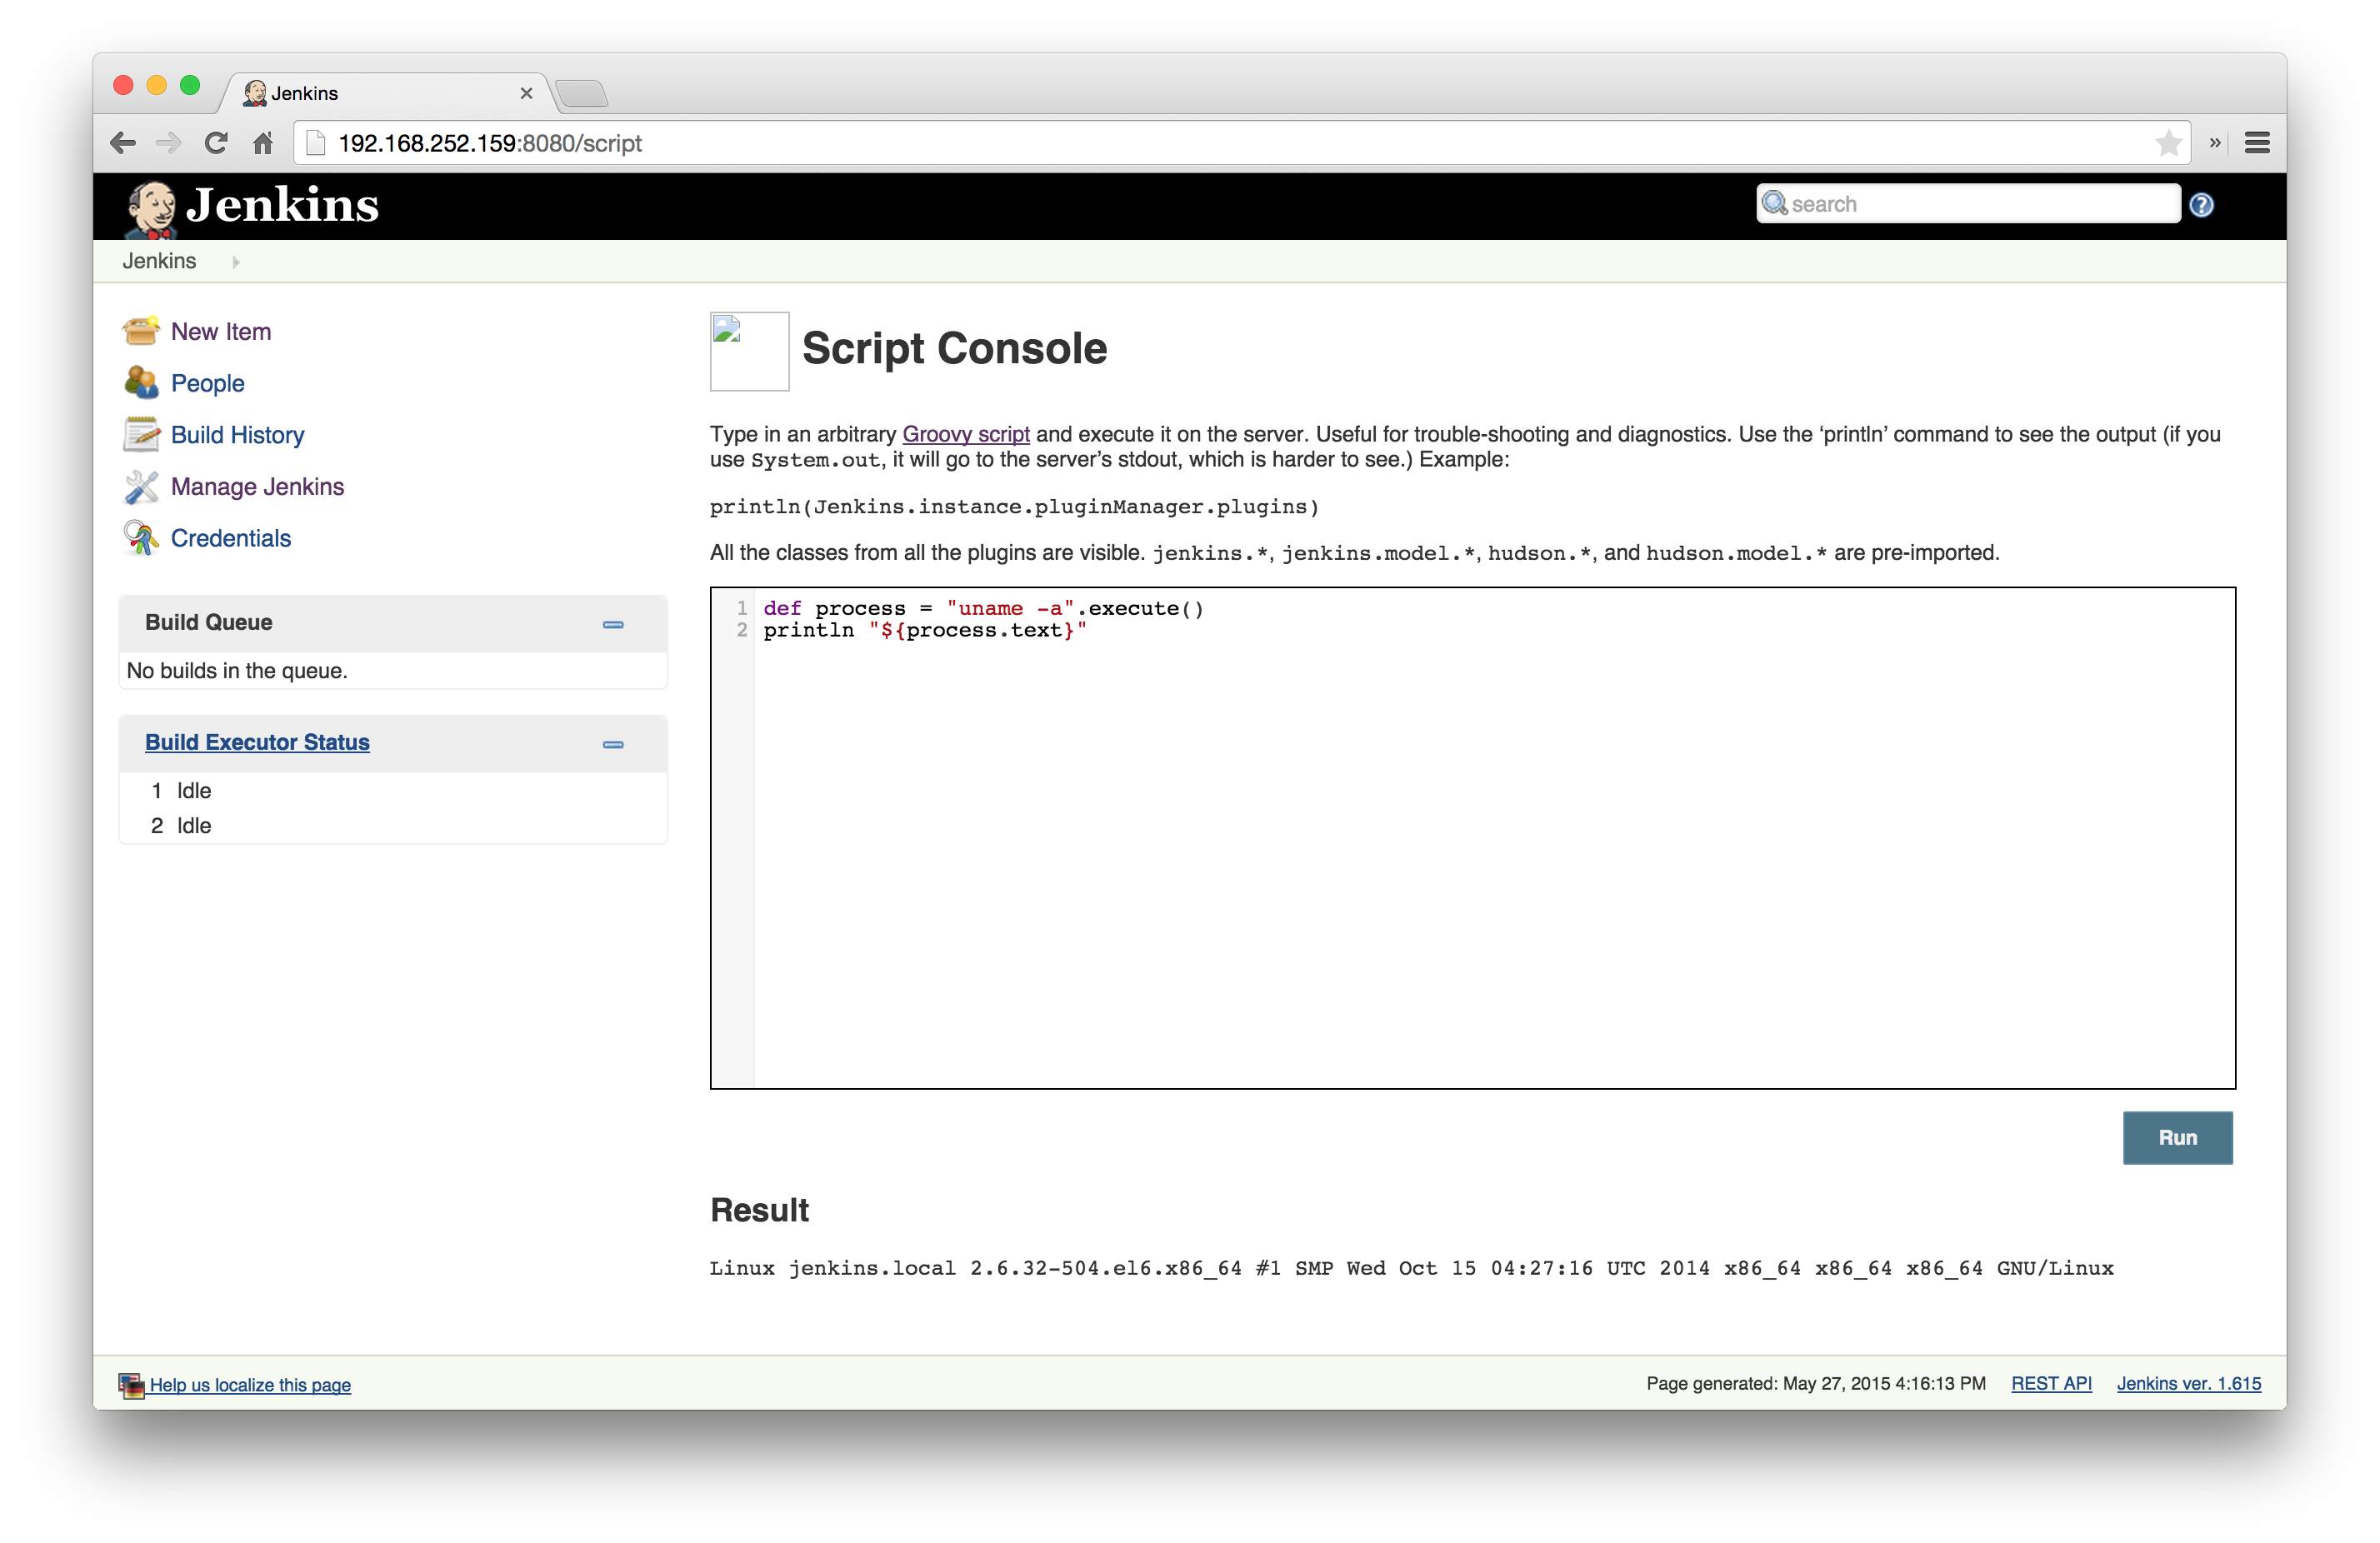 Jenkins
192.168.252.159:8080/script
Jenkins
search
Jenkins
New Item
People
Build History
Manage Jenkins
Credentials
Build Queue
No builds in the queue.
Build Executor Status
1 Idle
2 Idle
Script Console
Type in an arbitrary Groovy script and execute it on the server. Useful for trouble-shooting and diagnostics. Use the ‘println’ command to see the output (if you
use System.out, it will go to the server’s stdout, which is harder to see.) Example:
println(Jenkins.instance.pluginManager.plugins)
All the classes from all the plugins are visible. jenkins.*, jenkins.model.*, hudson.*, and hudson.model.* are pre-imported.
1 def process = "uname -a".execute()
2 println "${process.text}"
Run
Result
Linux jenkins.local 2.6.32-504.el6.x86_64 #1 SMP Wed Oct 15 04:27:16 UTC 2014 x86_64 x86_64 x86_64 GNU/Linux
Help us localize this page
Page generated: May 27, 2015 4:16:13 PM REST API Jenkins ver. 1.615